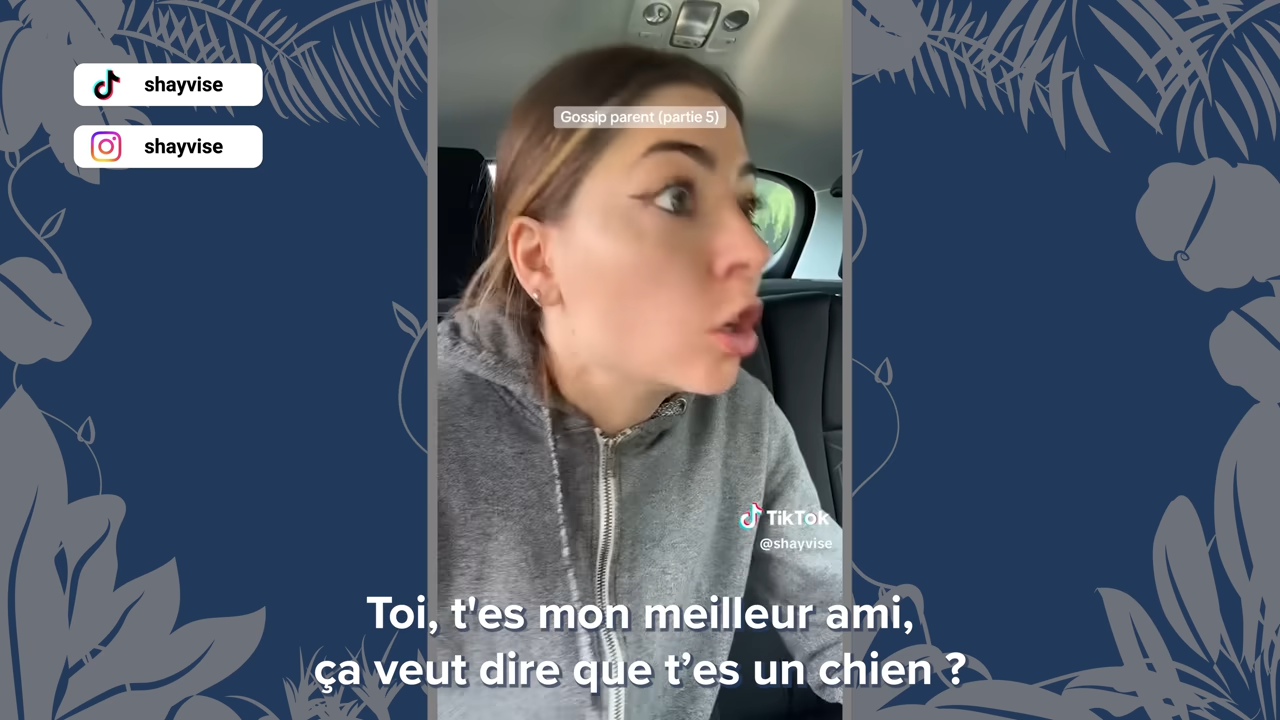 shayvise
shayvise
Gossip parent (partie 5)
TikTok
@shayvise
Toi, t'es mon meilleur ami,
ça veut dire que t’es un chien ?